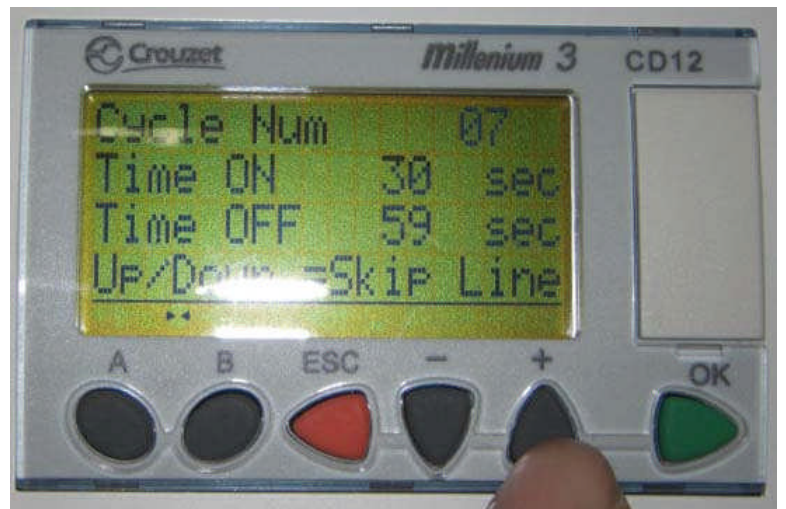 Crouzet Millenium 3 CD12
Cycle Num 07
Time ON 30 sec
Time OFF 59 sec
Up/Down =Skip Line
A B ESC - + OK